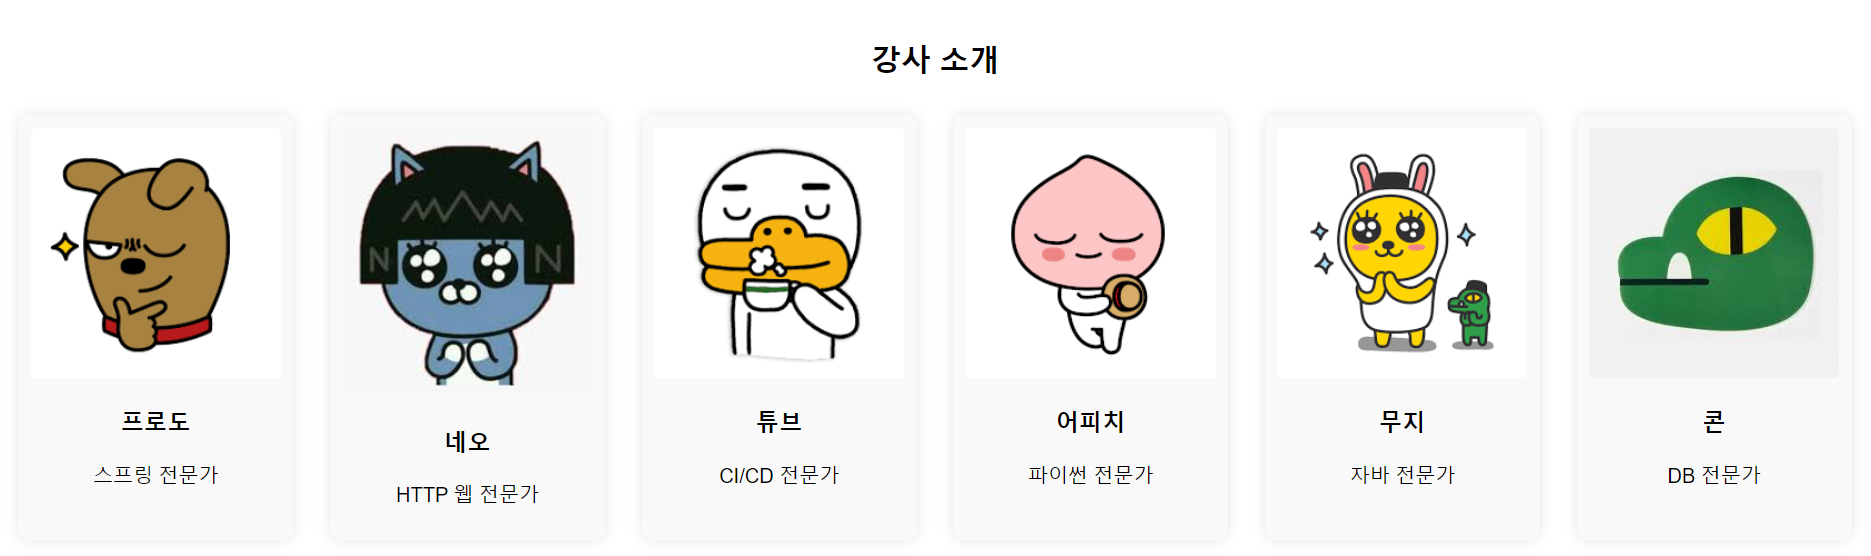 강사 소개
N N
프로도
스프링 전문가
네오
HTTP 웹 전문가
튜브
CI/CD 전문가
어피치
파이썬 전문가
무지
자바 전문가
콘
DB 전문가